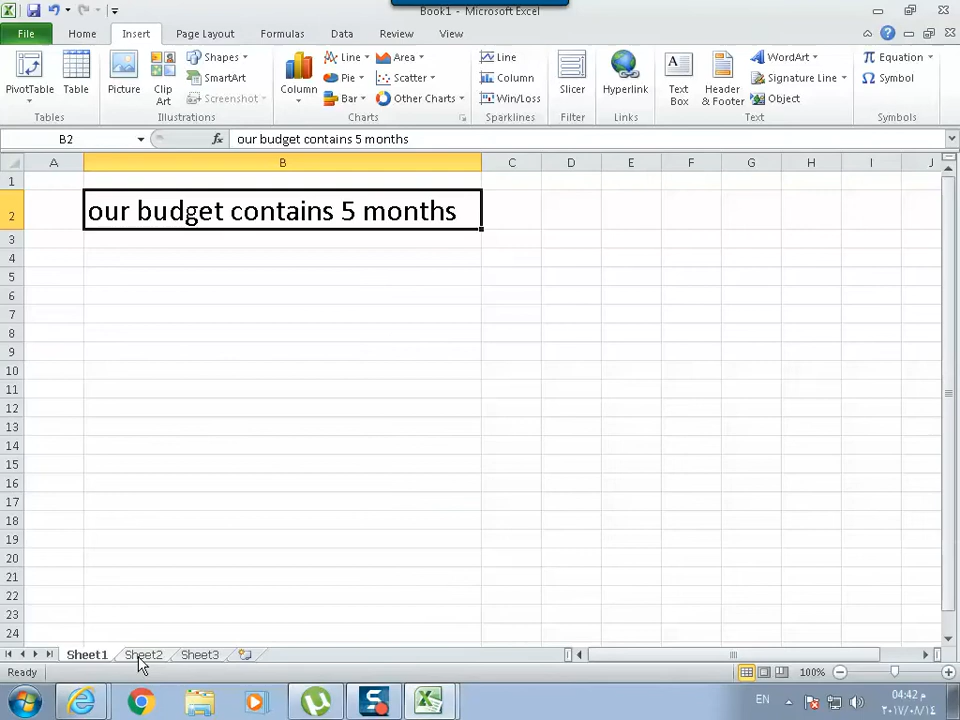 Book1 - Microsoft Excel
File Home Insert Page Layout Formulas Data Review View
PivotTable Table Picture Clip Art Shapes SmartArt Screenshot Column Line Pie Bar Area Scatter Other Charts Line Column Win/Loss Slicer Hyperlink Text Box Header & Footer WordArt Signature Line Object Equation Symbol
Tables Illustrations Charts Sparklines Filter Links Text Symbols
B2 fx our budget contains 5 months
A B C D E F G H I J
1
2 our budget contains 5 months
3
4
5
6
7
8
9
10
11
12
13
14
15
16
17
18
19
20
21
22
23
24
Sheet1 Sheet2 Sheet3
Ready 100%
EN م 04:42
٢٠١٧/٠٨/١٤